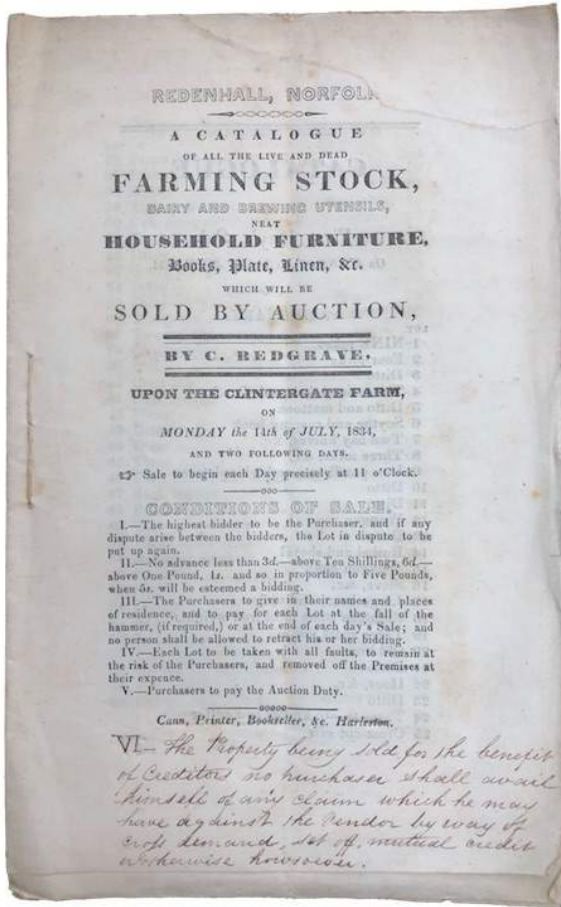 REDENHALL, NORFOLK
A CATALOGUE
OF ALL THE LIVE AND DEAD
FARMING STOCK,
DAIRY AND BREWING UTENSILS,
NEAT
HOUSEHOLD FURNITURE,
Books, Plate, Linen, &c.
WHICH WILL BE
SOLD BY AUCTION,
BY C. REDGRAVE,
UPON THE CLINTERGATE FARM,
ON
MONDAY the 14th of JULY, 1834,
AND TWO FOLLOWING DAYS.
☞ Sale to begin each Day precisely at 11 o'Clock.
CONDITIONS OF SALE.
I.—The highest bidder to be the Purchaser, and if any
dispute arise between the bidders, the Lot in dispute to be
put up again.
II.—No advance less than 3d.—above Ten Shillings, 6d.—
above One Pound, 1s. and so in proportion to Five Pounds,
when 5s. will be esteemed a bidding.
III.—The Purchasers to give in their names and places
of residence, and to pay for each Lot at the fall of the
hammer, (if required,) or at the end of each day's Sale; and
no person shall be allowed to retract his or her bidding.
IV.—Each Lot to be taken with all faults, to remain at
the risk of the Purchasers, and removed off the Premises at
their expence.
V.—Purchasers to pay the Auction Duty.
Cann, Printer, Bookseller, &c. Harleston.
VI— The Property being sold for the benefit
of Creditors no purchaser shall avail
himself of any claim which he may
have against the vendor by way of
cross demand, set off, mutual credit
or otherwise howsoever.